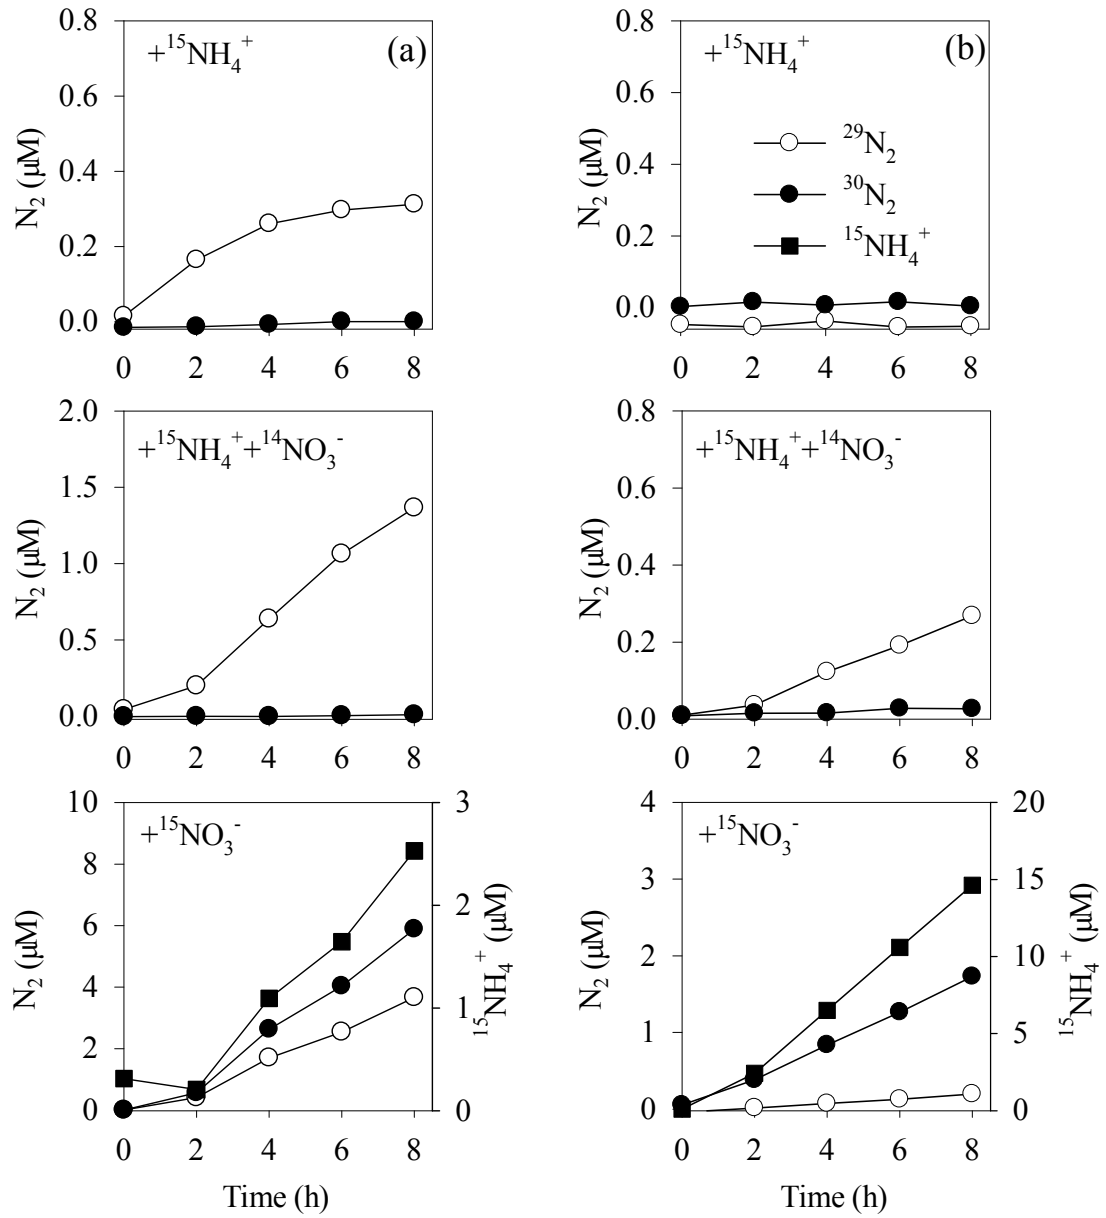 +¹⁵NH₄⁺ (a)
0.8
0.6
0.4
0.2
0.0
N₂ (μM)
0 2 4 6 8
+¹⁵NH₄⁺ (b)
²⁹N₂
³⁰N₂
¹⁵NH₄⁺
0.8
0.6
0.4
0.2
0.0
N₂ (μM)
0 2 4 6 8
+¹⁵NH₄⁺+¹⁴NO₃⁻
2.0
1.5
1.0
0.5
0.0
N₂ (μM)
0 2 4 6 8
+¹⁵NH₄⁺+¹⁴NO₃⁻
0.8
0.6
0.4
0.2
0.0
N₂ (μM)
0 2 4 6 8
+¹⁵NO₃⁻
10
8
6
4
2
0
N₂ (μM)
3
2
1
0
¹⁵NH₄⁺ (μM)
0 2 4 6 8
Time (h)
+¹⁵NO₃⁻
4
3
2
1
0
N₂ (μM)
20
15
10
5
0
¹⁵NH₄⁺ (μM)
0 2 4 6 8
Time (h)